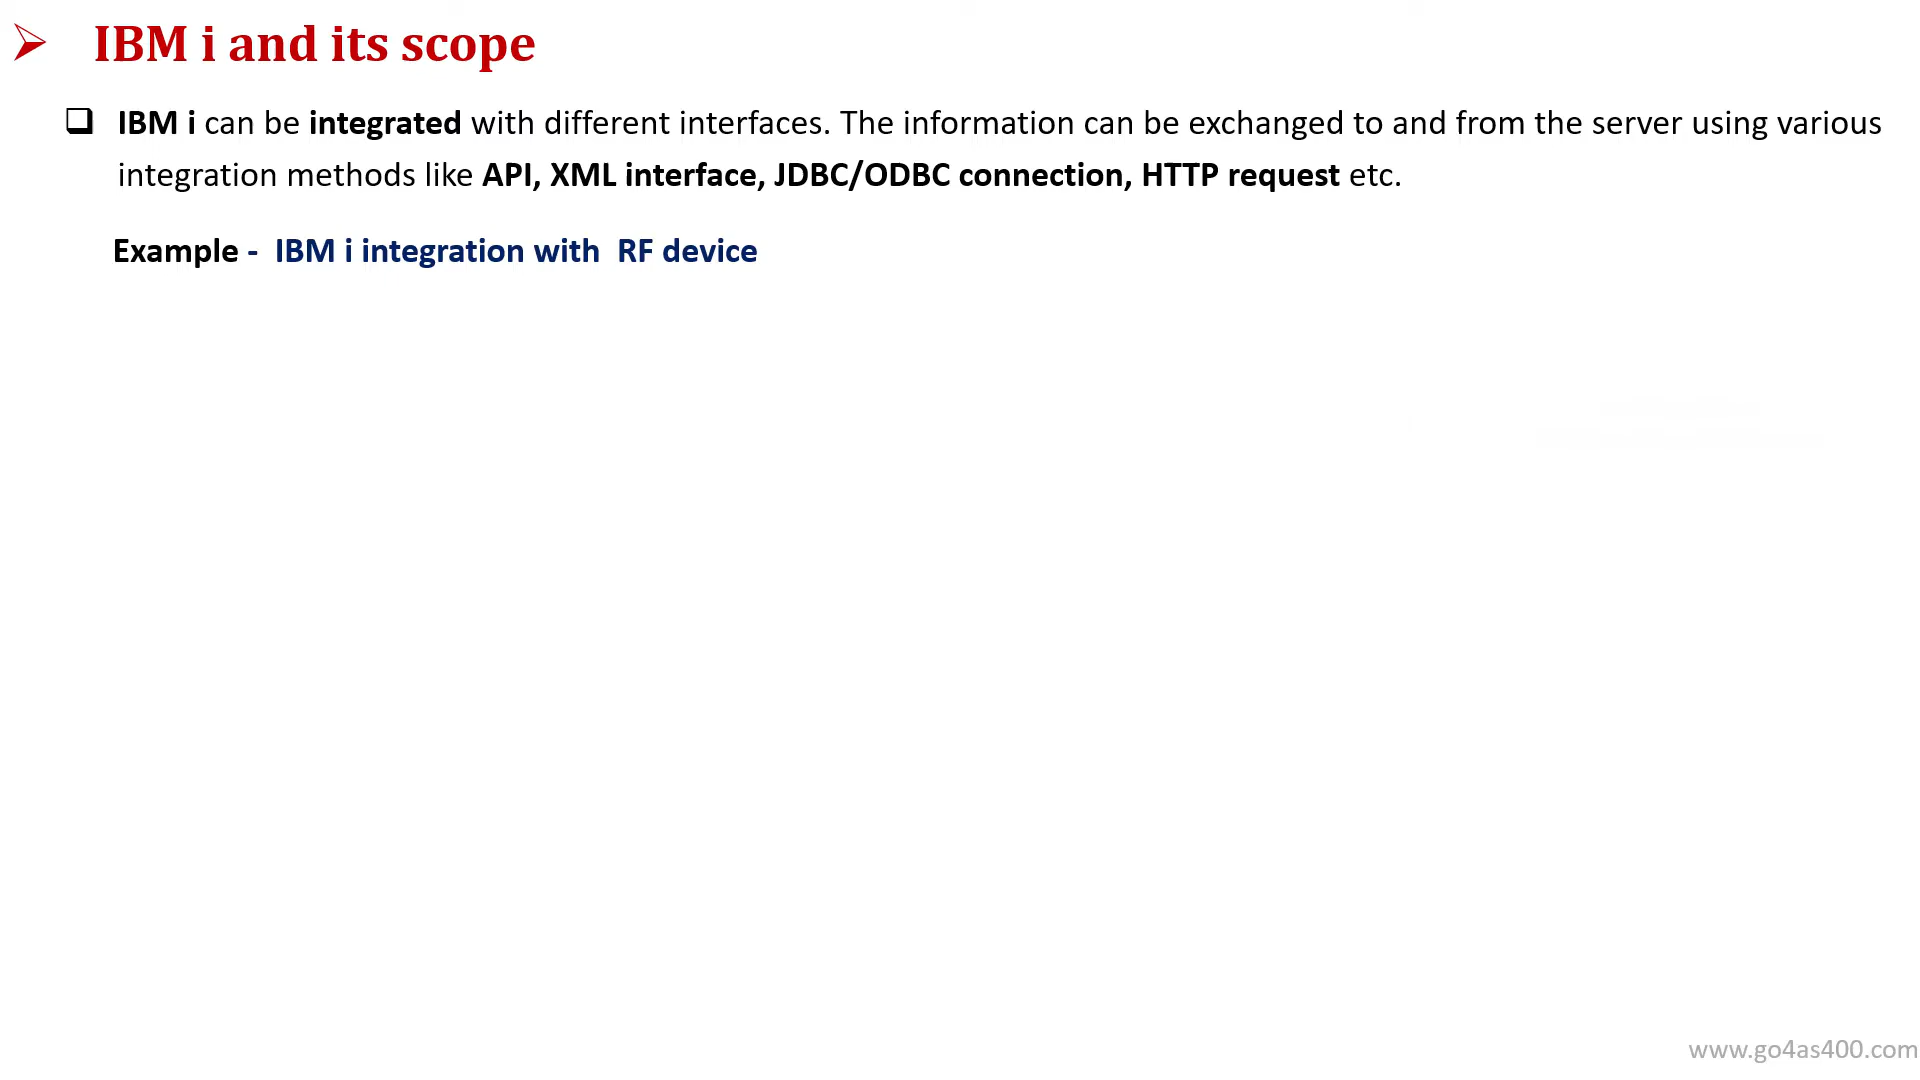 IBM i and its scope
IBM i can be integrated with different interfaces. The information can be exchanged to and from the server using various
integration methods like API, XML interface, JDBC/ODBC connection, HTTP request etc.
Example - IBM i integration with RF device
www.go4as400.com